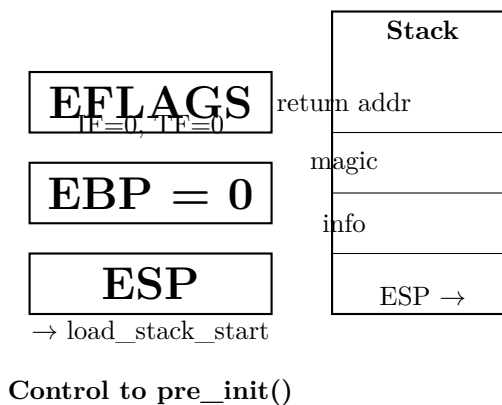 Stack
EFLAGS
IF=0, TF=0
return addr
magic
EBP = 0
info
ESP
ESP →
→ load_stack_start
Control to pre_init()